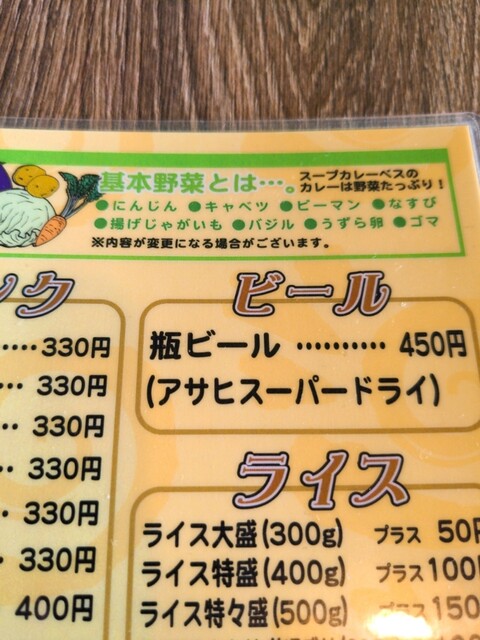 基本野菜とは…。 スープカレーベスの
カレーは野菜たっぷり！
●にんじん ●キャベツ ●ピーマン ●なすび
●揚げじゃがいも ●バジル ●うずら卵 ●ゴマ
※内容が変更になる場合がございます。
ンク
‥‥330円
‥ 330円
‥ 330円
‥ 330円
‥ 330円
‥ 330円
400円
ビール
瓶ビール ‥‥‥‥‥ 450円
(アサヒスーパードライ)
ライス
ライス大盛(300g) プラス 50円
ライス特盛(400g) プラス100円
ライス特々盛(500g) プラス150